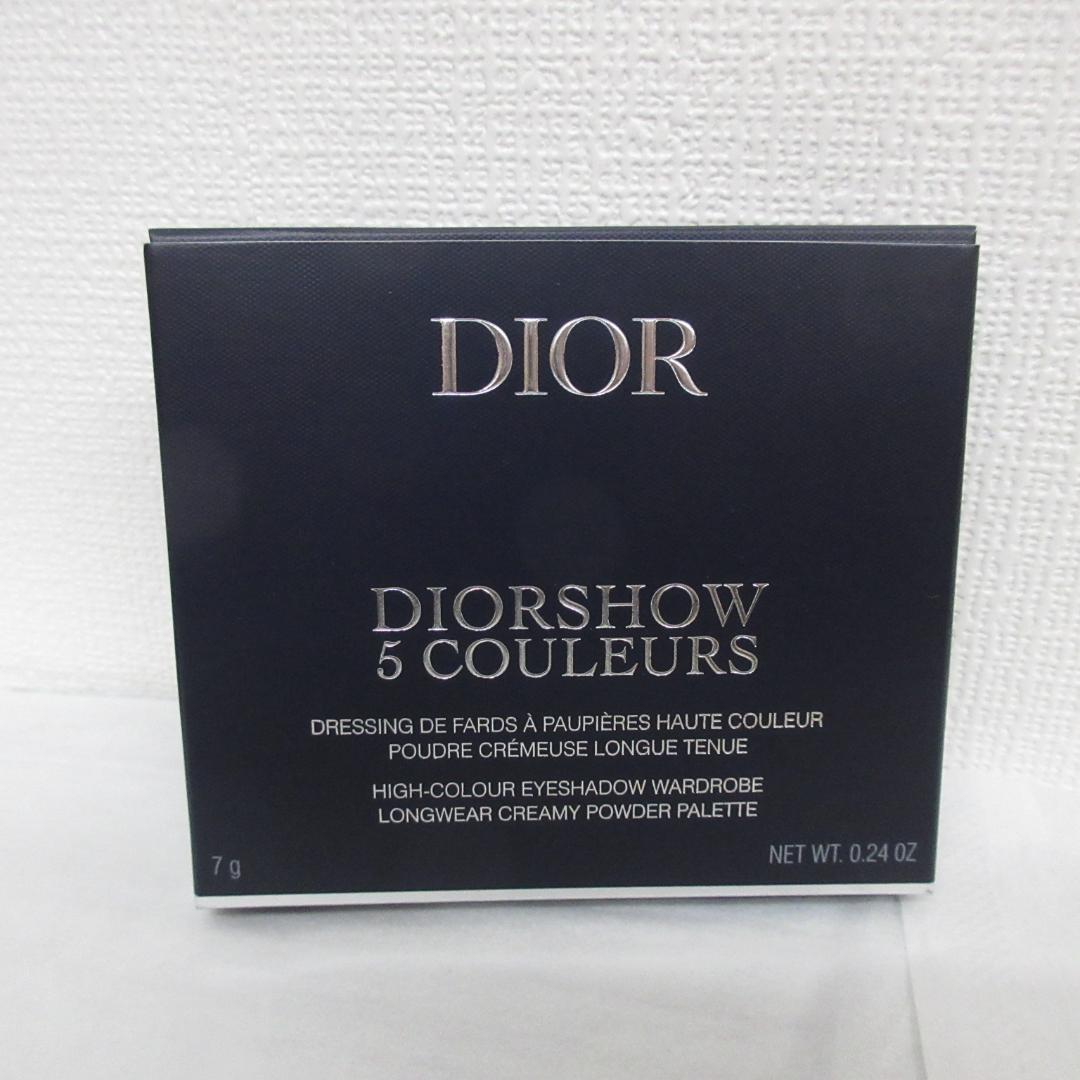 DIOR
DIORSHOW
5 COULEURS
DRESSING DE FARDS À PAUPIÈRES HAUTE COULEUR
POUDRE CRÉMEUSE LONGUE TENUE
HIGH-COLOUR EYESHADOW WARDROBE
LONGWEAR CREAMY POWDER PALETTE
7 g
NET WT. 0.24 OZ